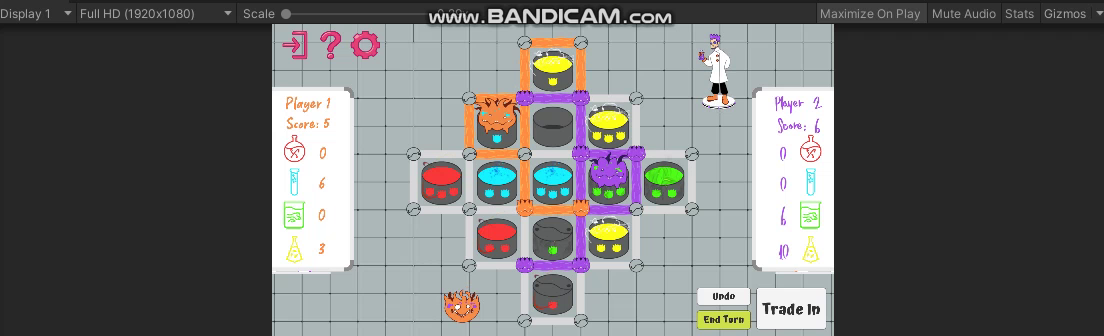 Display 1 Full HD (1920x1080) Scale Maximize On Play Mute Audio Stats Gizmos
www.BANDICAM.com
?
Player 1
Score: 5
0
6
0
3
Player 2
Score: 6
0
0
6
10
Undo
End Turn
Trade In